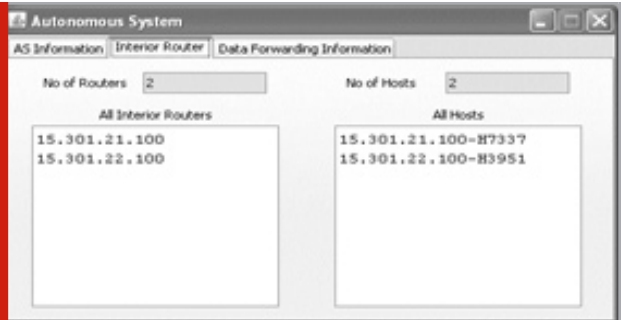 Autonomous System
AS Information Interior Router Data Forwarding Information
No of Routers 2 No of Hosts 2
All Interior Routers All Hosts
15.301.21.100 15.301.21.100-H7337
15.301.22.100 15.301.22.100-H3951